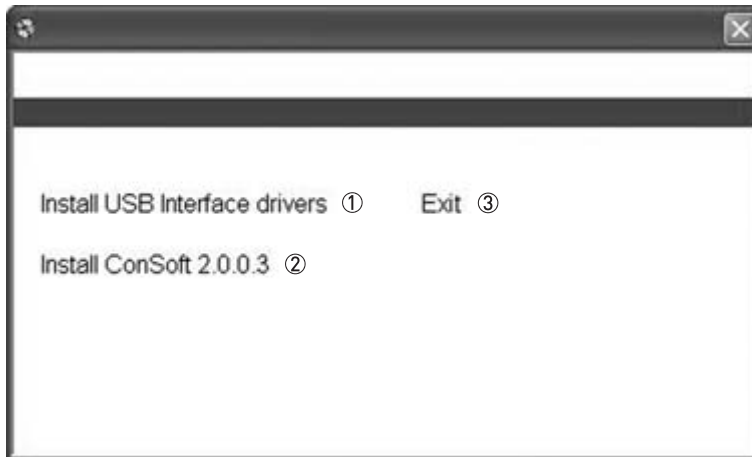 Install USB Interface drivers ① Exit ③
Install ConSoft 2.0.0.3 ②